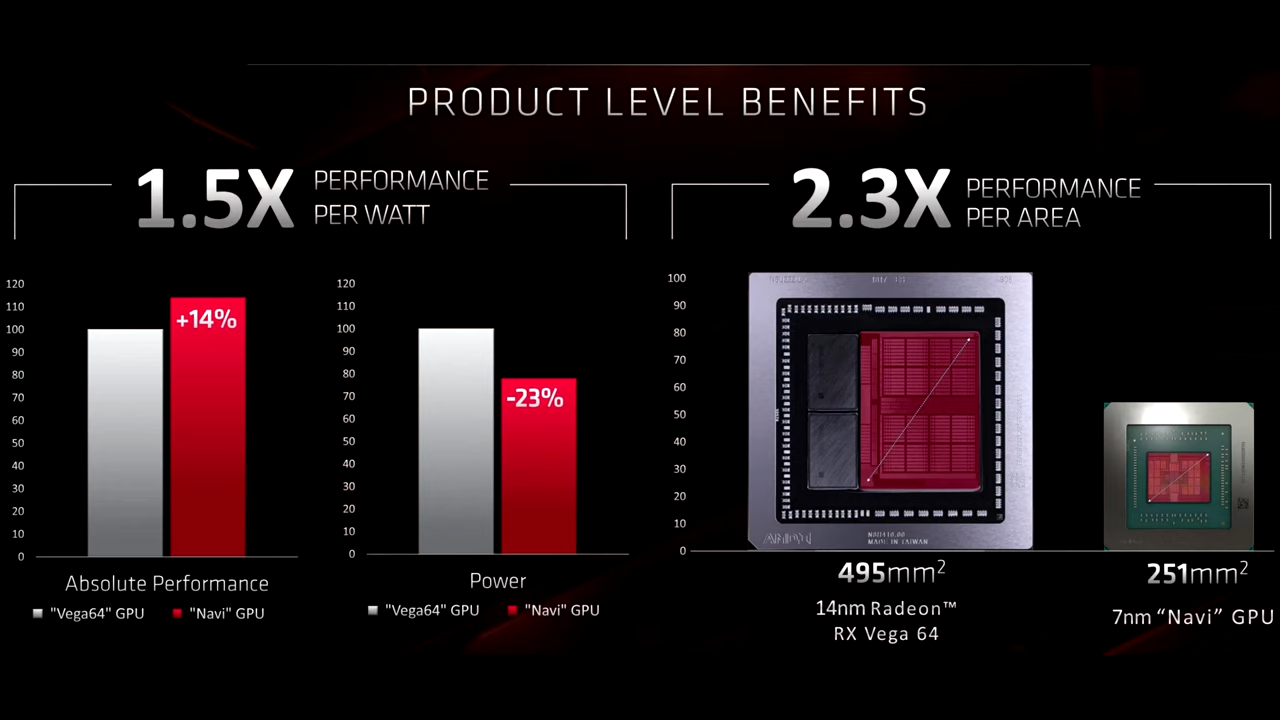 PRODUCT LEVEL BENEFITS
1.5X PERFORMANCE
PER WATT
2.3X PERFORMANCE
PER AREA
120
110
100
90
80
70
60
50
40
30
20
10
0
+14%
Absolute Performance
"Vega64" GPU "Navi" GPU
120
110
100
90
80
70
60
50
40
30
20
10
0
-23%
Power
"Vega64" GPU "Navi" GPU
100
90
80
70
60
50
40
30
20
10
0
MADE IN TAIWAN
495mm²
14nm Radeon™
RX Vega 64
251mm²
7nm “Navi” GPU